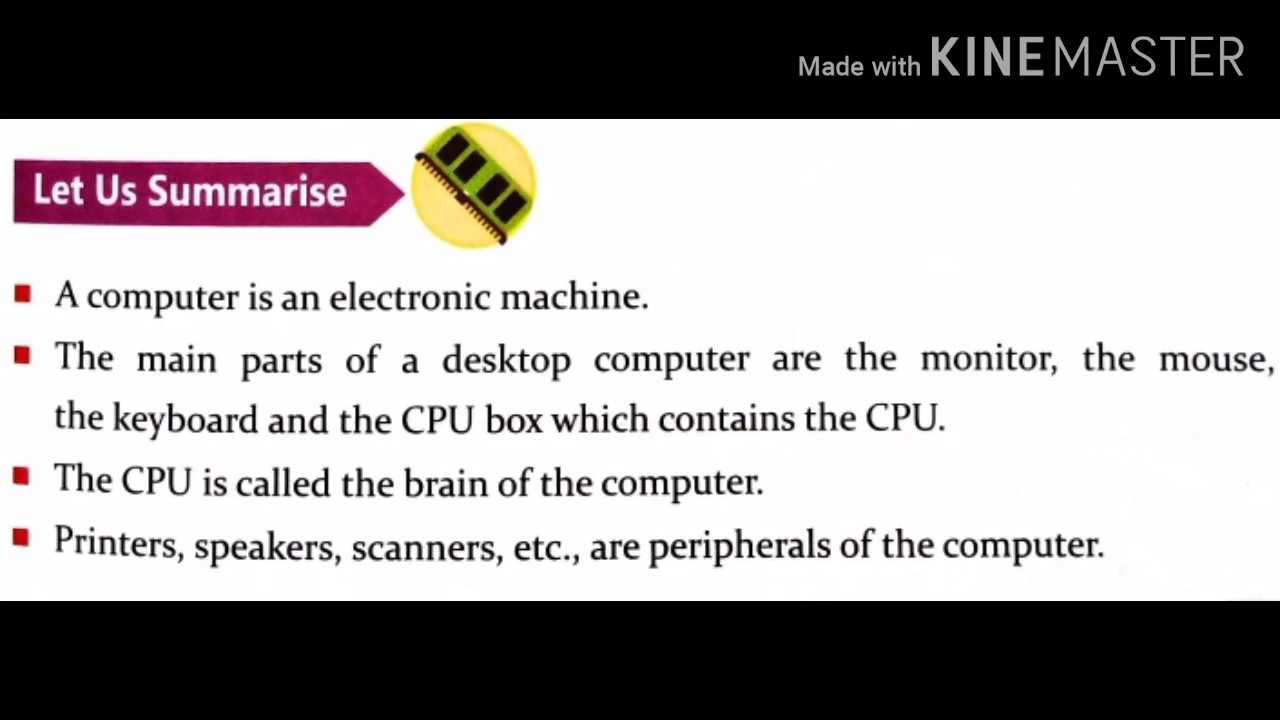 Made with KINEMASTER
Let Us Summarise
A computer is an electronic machine.
The main parts of a desktop computer are the monitor, the mouse,
the keyboard and the CPU box which contains the CPU.
The CPU is called the brain of the computer.
Printers, speakers, scanners, etc., are peripherals of the computer.